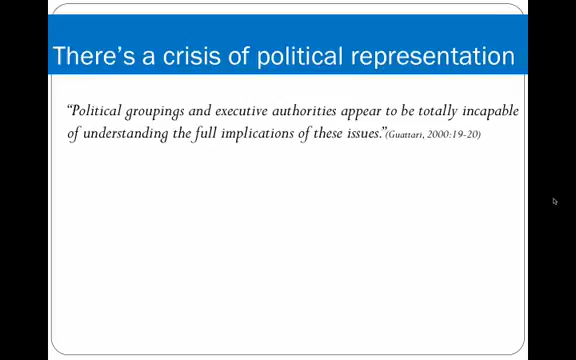 There's a crisis of political representation
“Political groupings and executive authorities appear to be totally incapable
of understanding the full implications of these issues.”(Guattari, 2000:19-20)